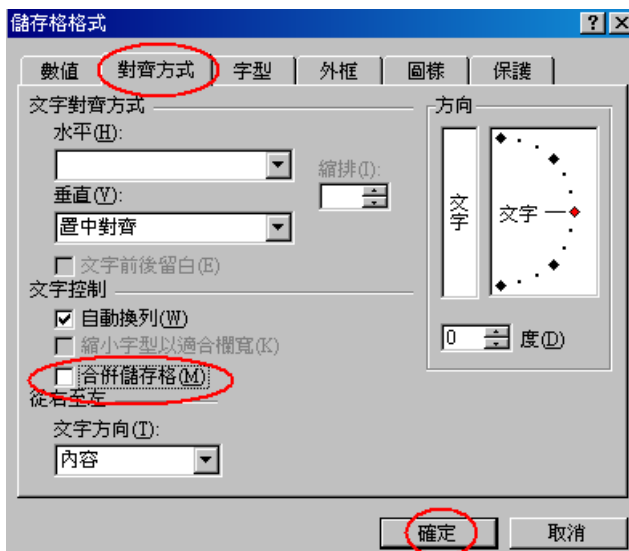 儲存格格式
數值 對齊方式 字型 外框 圖樣 保護
文字對齊方式
水平(H):
縮排(I):
垂直(V):
置中對齊
文字前後留白(E)
文字控制
自動換列(W)
縮小字型以適合欄寬(K)
合併儲存格(M)
從右至左
文字方向(T):
內容
方向
文字
文字
0 度(D)
確定 取消